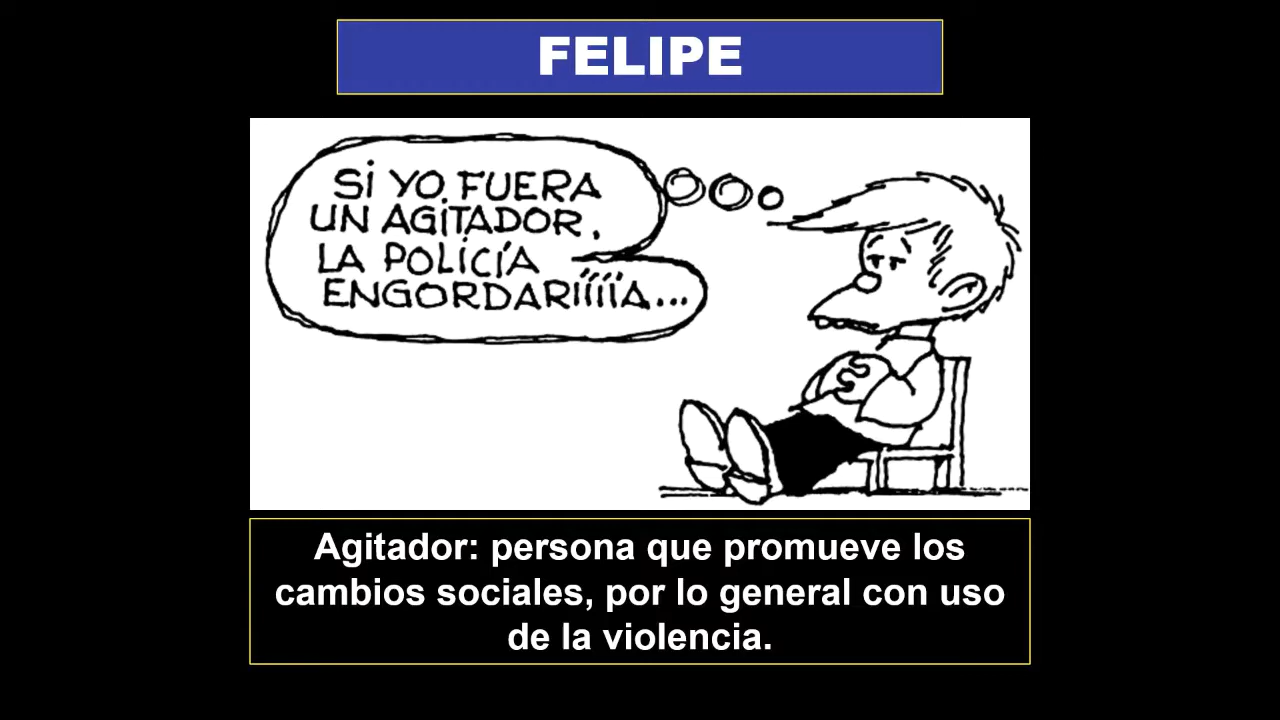 FELIPE
Si YO FUERA
UN AGiTADOR,
LA POLiCíA
ENGORDARíííïA...
Agitador: persona que promueve los
cambios sociales, por lo general con uso
de la violencia.